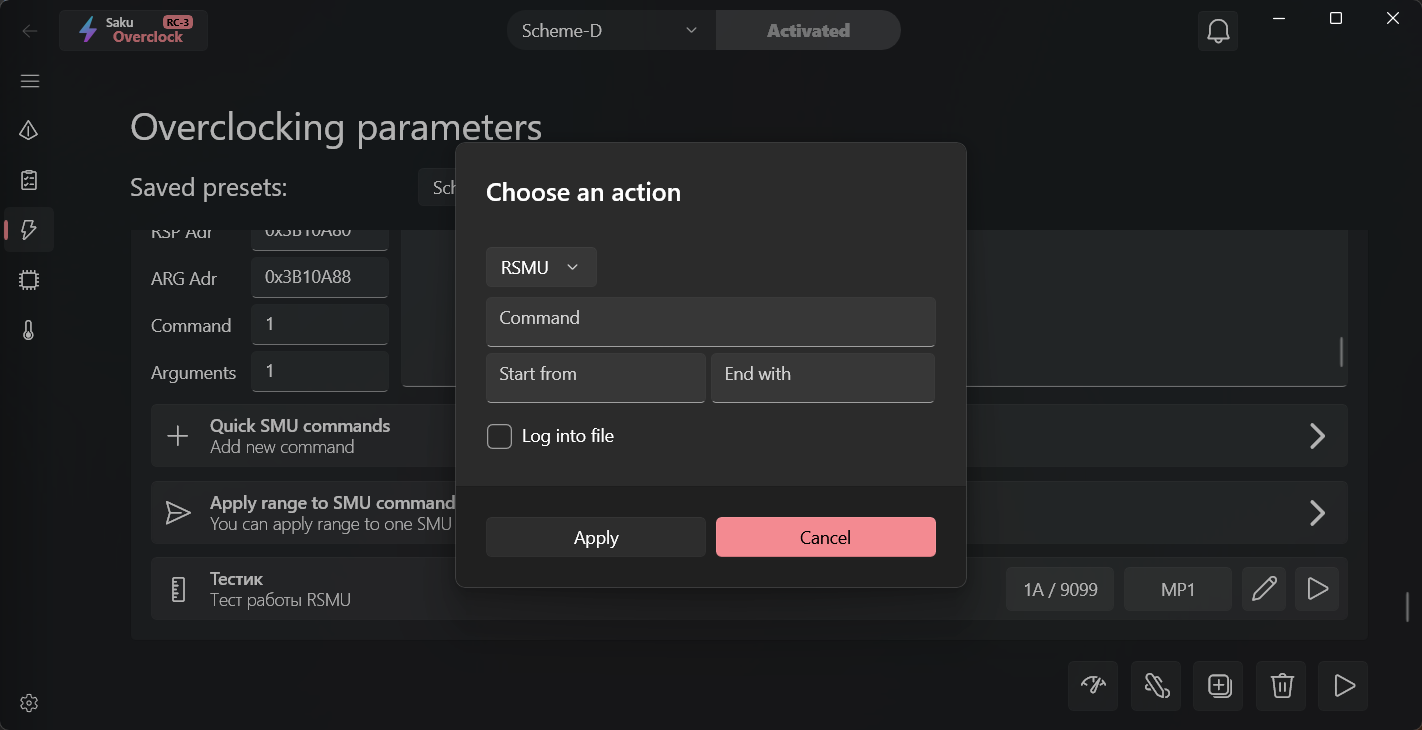 Saku RC-3
Overclock
Scheme-D
Activated
Overclocking parameters
Saved presets:
Choose an action
RSP Adr 0x3B10A80
RSMU
ARG Adr 0x3B10A88
Command
Command 1
Start from End with
Arguments 1
Quick SMU commands
Add new command
Log into file
Apply range to SMU command
You can apply range to one SMU
Apply Cancel
Тестик
Тест работы RSMU
1A / 9099 MP1